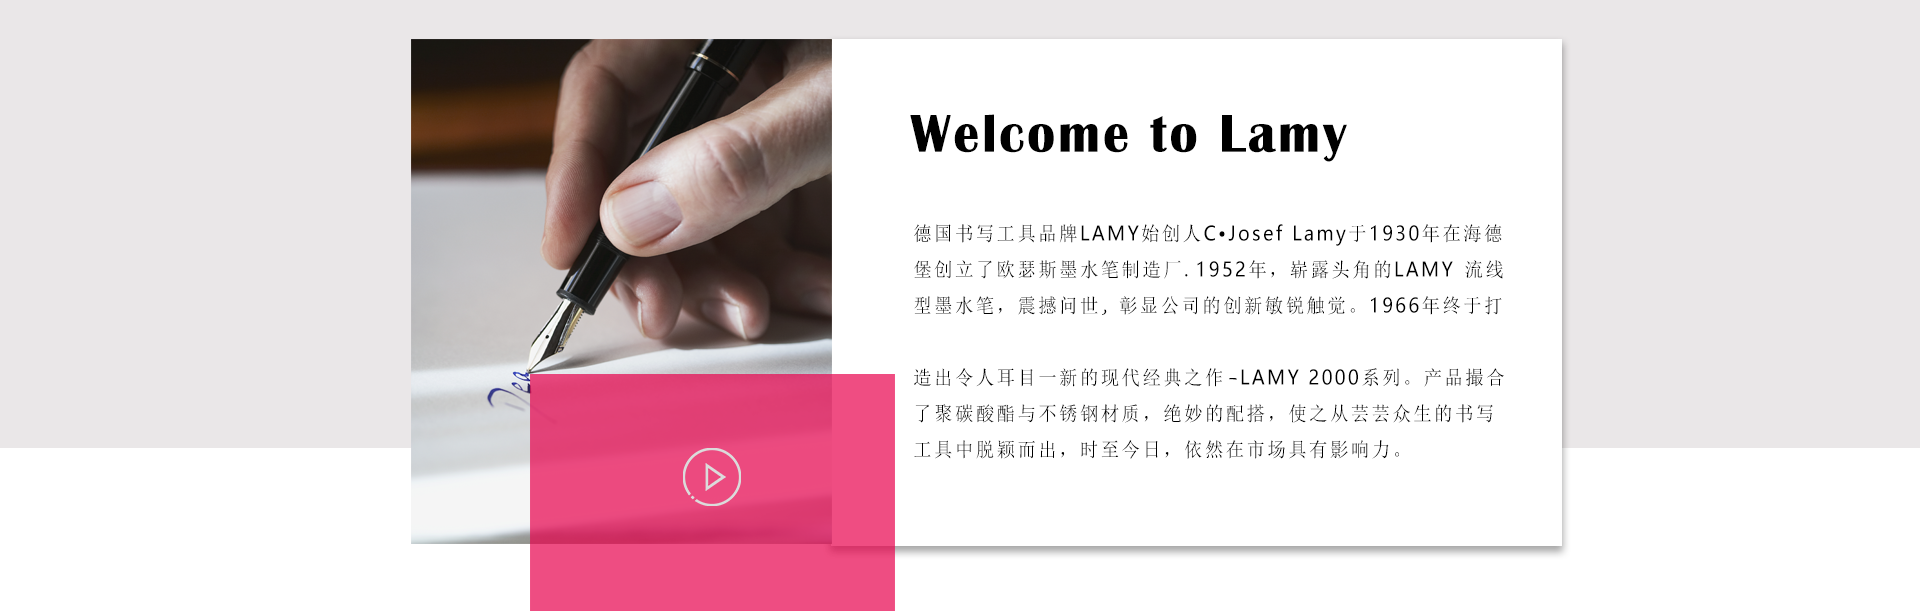 Welcome to Lamy
德国书写工具品牌LAMY始创人C•Josef Lamy于1930年在海德
堡创立了欧瑟斯墨水笔制造厂. 1952年，崭露头角的LAMY 流线
型墨水笔，震撼问世, 彰显公司的创新敏锐触觉。1966年终于打
造出令人耳目一新的现代经典之作 –LAMY 2000系列。产品撮合
了聚碳酸酯与不锈钢材质，绝妙的配搭，使之从芸芸众生的书写
工具中脱颖而出，时至今日，依然在市场具有影响力。
Dea